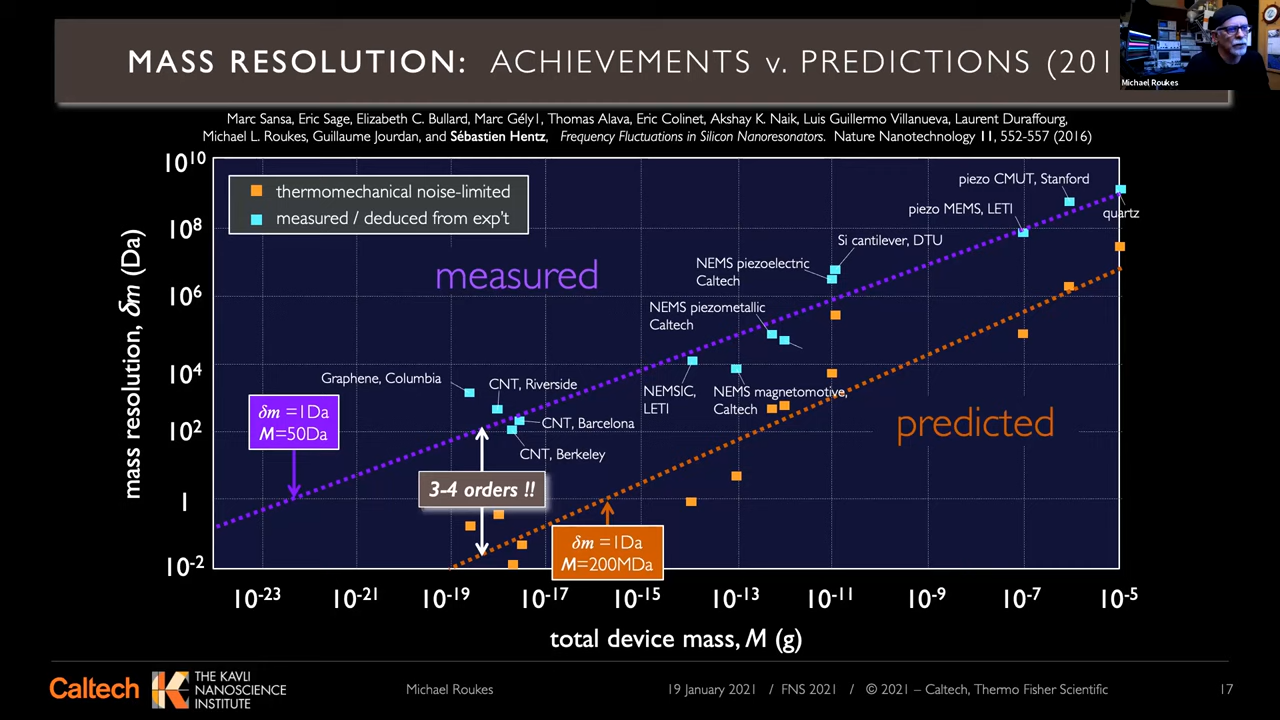 MASS RESOLUTION: ACHIEVEMENTS v. PREDICTIONS (201
Michael Roukes
Marc Sansa, Eric Sage, Elizabeth C. Bullard, Marc Gély1, Thomas Alava, Eric Colinet, Akshay K. Naik, Luis Guillermo Villanueva, Laurent Duraffourg,
Michael L. Roukes, Guillaume Jourdan, and Sébastien Hentz, Frequency Fluctuations in Silicon Nanoresonators. Nature Nanotechnology 11, 552-557 (2016)
mass resolution, δm (Da)
10^10
10^8
10^6
10^4
10^2
1
10^-2
thermomechanical noise-limited
measured / deduced from exp't
measured
predicted
piezo CMUT, Stanford
piezo MEMS, LETI
quartz
Si cantilever, DTU
NEMS piezoelectric
Caltech
NEMS piezometallic
Caltech
Graphene, Columbia
CNT, Riverside
NEMSIC,
LETI
NEMS magnetomotive,
Caltech
CNT, Barcelona
CNT, Berkeley
δm =1Da
M=50Da
3-4 orders !!
δm =1Da
M=200MDa
10^-23
10^-21
10^-19
10^-17
10^-15
10^-13
10^-11
10^-9
10^-7
10^-5
total device mass, M (g)
Caltech
THE KAVLI
NANOSCIENCE
INSTITUTE
Michael Roukes
19 January 2021 / FNS 2021 / © 2021 – Caltech, Thermo Fisher Scientific
17